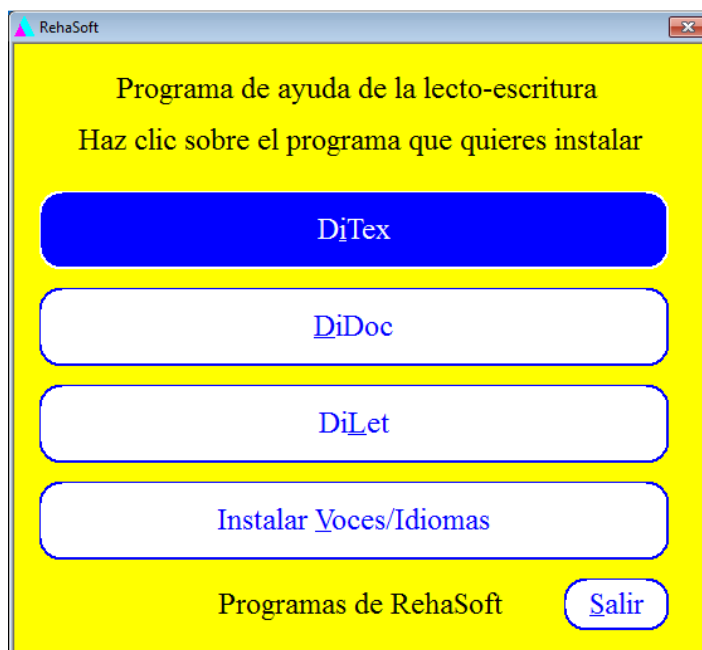 RehaSoft
Programa de ayuda de la lecto-escritura
Haz clic sobre el programa que quieres instalar
DiTex
DiDoc
DiLet
Instalar Voces/Idiomas
Programas de RehaSoft
Salir